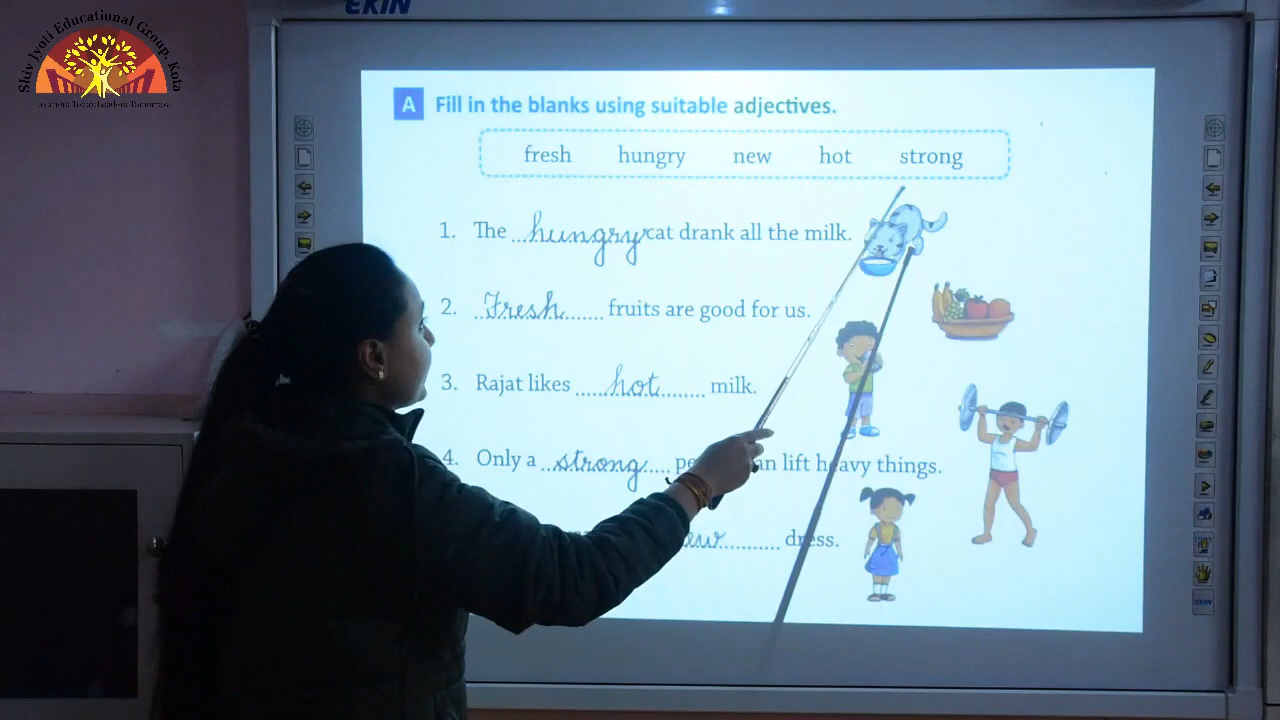 EKIN
Shiv Jyoti Educational Group, Kota
A Fill in the blanks using suitable adjectives.
fresh hungry new hot strong
1. The hungry cat drank all the milk.
2. Fresh fruits are good for us.
3. Rajat likes hot milk.
4. Only a strong lift heavy things.
dress.
EKIN